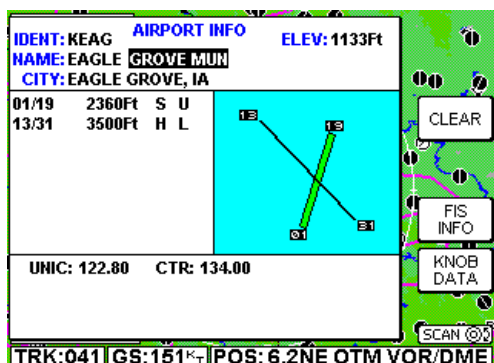 AIRPORT INFO
IDENT: KEAG
ELEV: 1133Ft
NAME: EAGLE GROVE MUN
CITY: EAGLE GROVE, IA
01/19 2360Ft S U
13/31 3500Ft H L
13
19
01
31
UNIC: 122.80 CTR: 134.00
CLEAR
FIS
INFO
KNOB
DATA
SCAN
TRK:041 GS:151KT POS: 6.2NE OTM VOR/DME